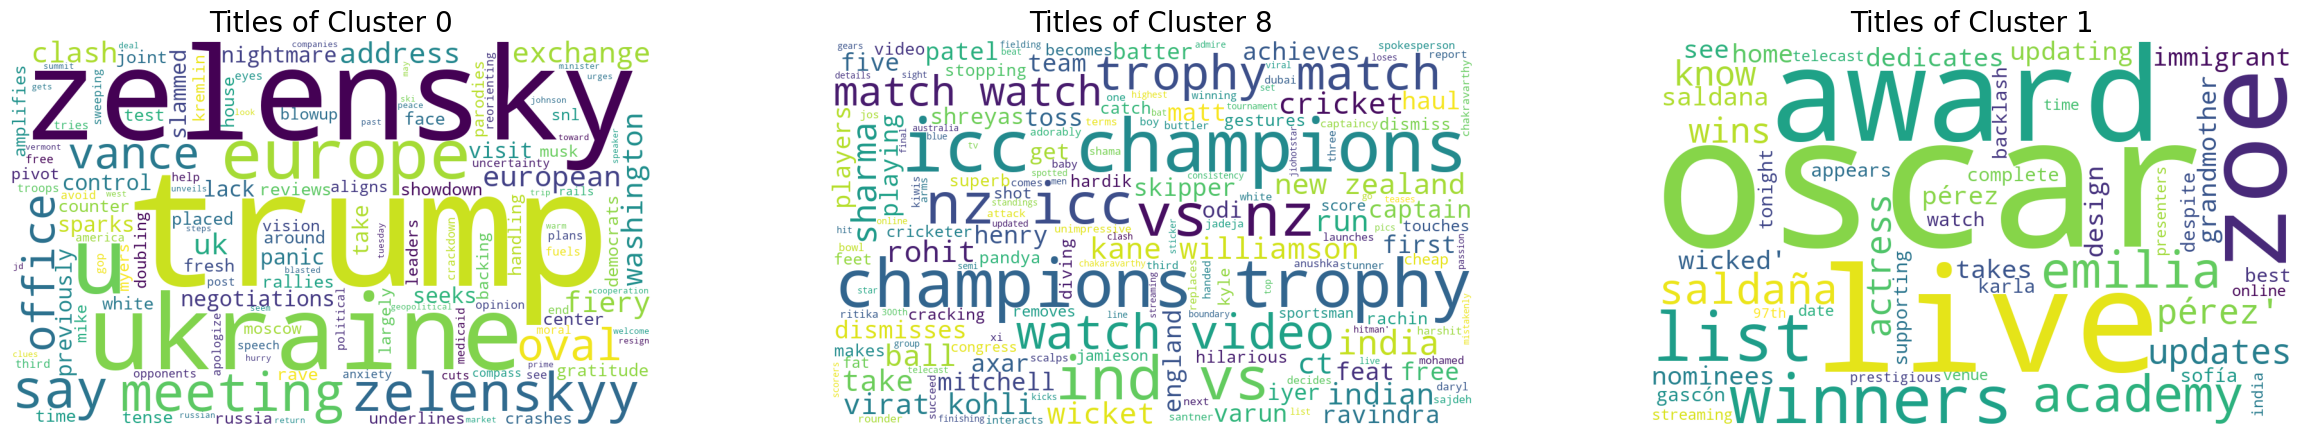 Titles of Cluster 0
clash deal joint summit nightmare companies address exchange
zelensky
gets sweeping slammed kremlin house eyes minister urges
amplifies tries test blowup face may ski peace parodies reorienting snl johnson
vermont free pivot troops vance control help unveils lack europe visit musk uncertainty european toward speaker washington
avoid west counter sparks america placed reviews aligns showdown rails trip
office previously gop myers doubling uk steps vision around panic fresh blasted rallies take tuesday leaders crackdown backing handling warm plans fuels democrats
u trump
jd mike white post negotiations political largely seeks opinion geopolitical end center fiery cooperation
ukraine
moscow speech seem hurry apologize medicaid moral oval welcome resign
clues third opponents rave anxiety cuts compass prime see gratitude
say meeting zelenskyy
time tense russian russia return underlines market crashes
look past
Titles of Cluster 8
gears video patel becomes batter admire achieves spokesperson
five fielding beat team viral loses report
details sight stopping trophy match dubai
match watch highest
players jos shreyas toss one catch winning matt gestures cricket tournament set haul chakaravarthy
sharma playing australia blue final adorably boy terms bat buttler captaincy dismiss
icc champions
tv get shama baby jiohotstar three
kiwis arms superb comes men spotted hardik skipper consistency new zealand white go teases
nz icc vs nz
shot standings attack odi score run captain
hit online cricketer updated henry unimpressive clash jadeja touches
rohit kane williamson launches first pics passion
feet bowl semi pandya diving chakaravarthy third sticker anushka stunner cheap
champions trophy
star streaming replaces handed kyle top mistakenly
ritika 300th cracking removes line boundary sportsman rachin
dismisses watch video india
makes group congress xi england hilarious hitman' harshit
fat ball axar scalps jamieson ct live mohamed
scorers telecast take succeed mitchell ind vs iyer decides feat free
virat kohli kicks indian daryl
rounder finishing interacts wicket next santner varun list ravindra sajdeh
Titles of Cluster 1
see home telecast dedicates updating
know award immigrant
saldana time backlash
wins zoe
tonight oscar appears complete design presenters despite grandmother
pérez watch
wicked' takes karla emilia best online
saldaña live actress supporting pérez'
97th date
list updates
nominees prestigious venue sofía
gascón winners academy india
streaming